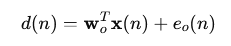 d(n) = w_o^T x(n) + e_o(n)